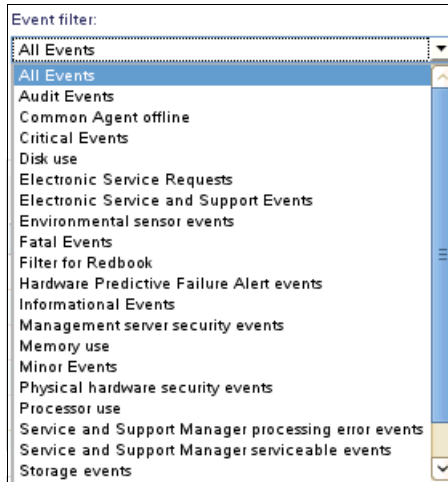 Event filter:
All Events
All Events
Audit Events
Common Agent offline
Critical Events
Disk use
Electronic Service Requests
Electronic Service and Support Events
Environmental sensor events
Fatal Events
Filter for Redbook
Hardware Predictive Failure Alert events
Informational Events
Management server security events
Memory use
Minor Events
Physical hardware security events
Processor use
Service and Support Manager processing error events
Service and Support Manager serviceable events
Storage events